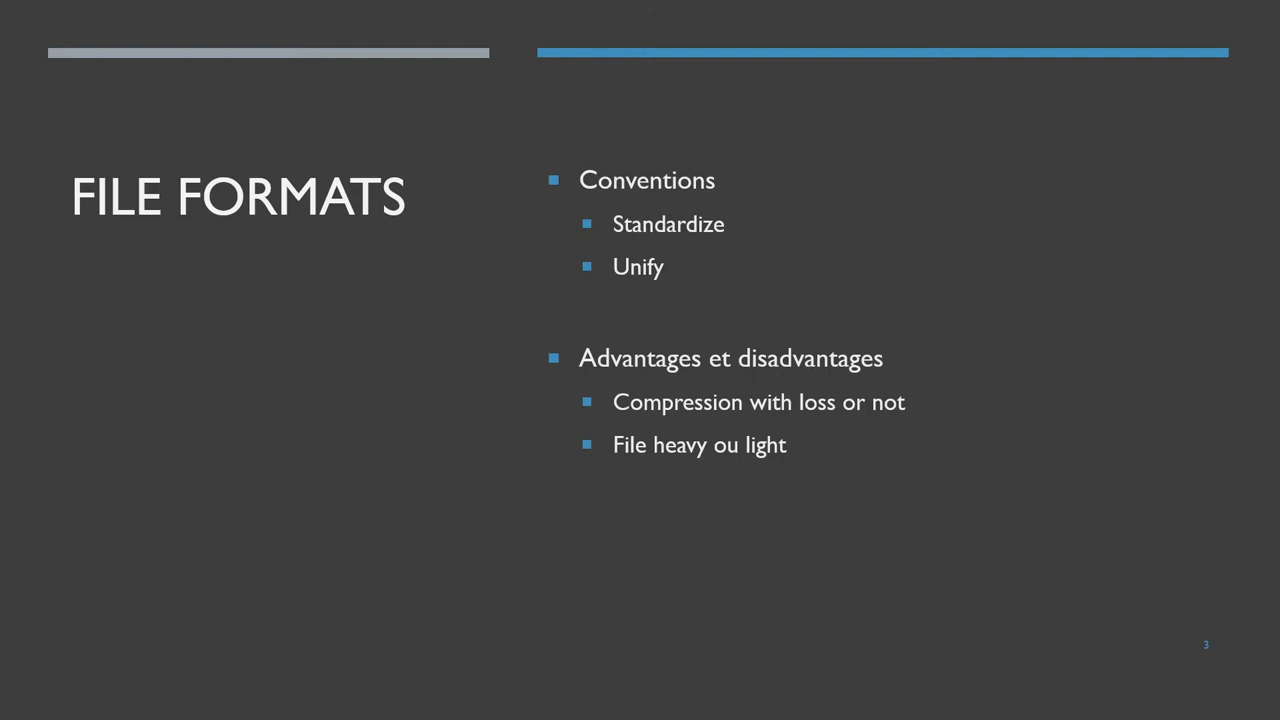 FILE FORMATS
Conventions
Standardize
Unify
Advantages et disadvantages
Compression with loss or not
File heavy ou light
3